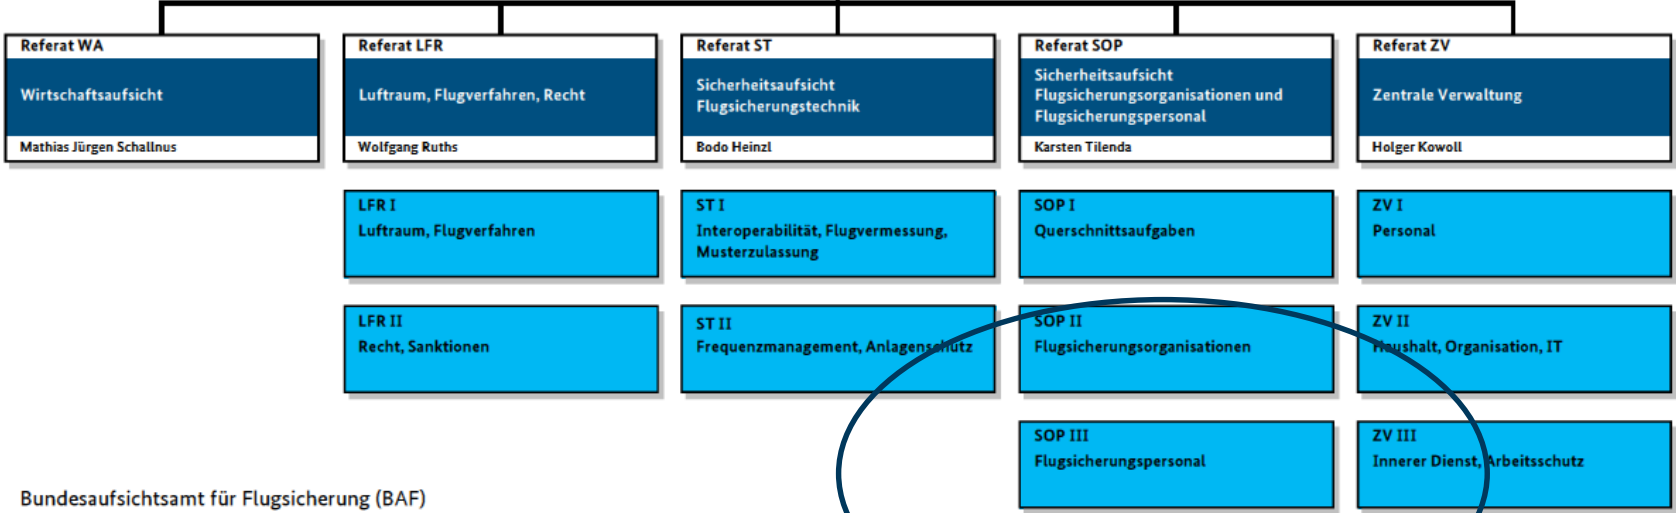 Referat WA
Wirtschaftsaufsicht
Mathias Jürgen Schallnus
Referat LFR
Luftraum, Flugverfahren, Recht
Wolfgang Ruths
Referat ST
Sicherheitsaufsicht
Flugsicherungstechnik
Bodo Heinzl
Referat SOP
Sicherheitsaufsicht
Flugsicherungsorganisationen und
Flugsicherungspersonal
Karsten Tilenda
Referat ZV
Zentrale Verwaltung
Holger Kowoll
LFR I
Luftraum, Flugverfahren
ST I
Interoperabilität, Flugvermessung,
Musterzulassung
SOP I
Querschnittsaufgaben
ZV I
Personal
LFR II
Recht, Sanktionen
ST II
Frequenzmanagement, Anlagenschutz
SOP II
Flugsicherungsorganisationen
ZV II
Haushalt, Organisation, IT
SOP III
Flugsicherungspersonal
ZV III
Innerer Dienst, Arbeitsschutz
Bundesaufsichtsamt für Flugsicherung (BAF)